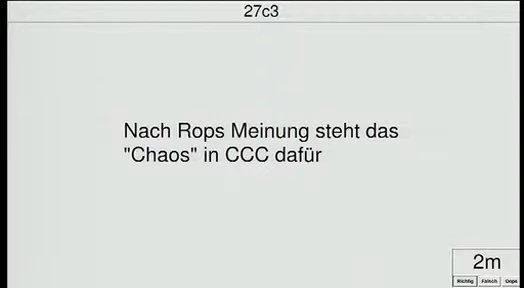 27c3
Nach Rops Meinung steht das
"Chaos" in CCC dafür
2m
Richtig Falsch Oops